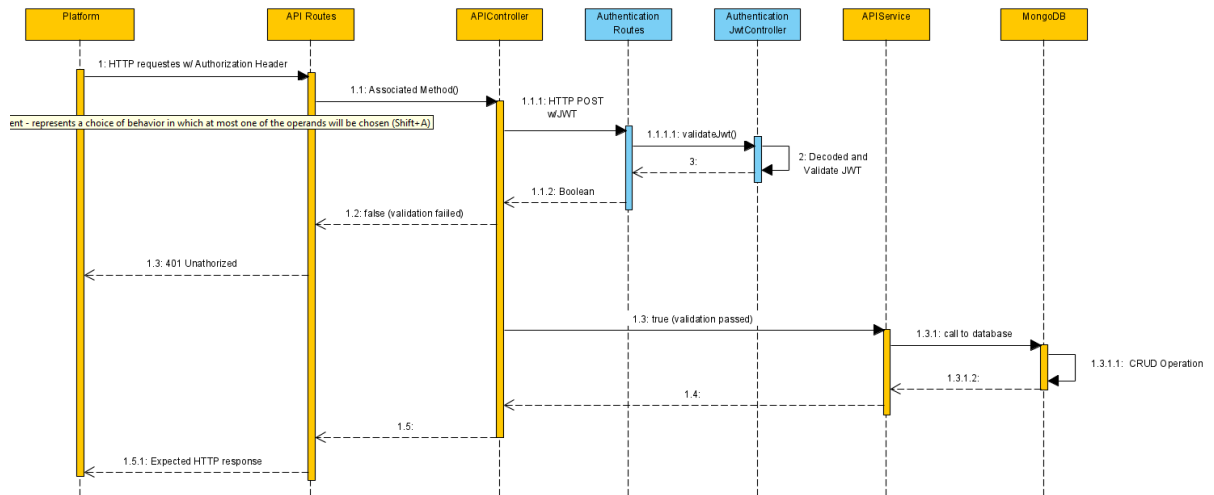 Platform
API Routes
APIController
Authentication
Routes
Authentication
JwtController
APIService
MongoDB
1: HTTP requestes w/ Authorization Header
1.1: Associated Method()
1.1.1: HTTP POST
w/JWT
ent - represents a choice of behavior in which at most one of the operands will be chosen (Shift+A)
1.1.1.1: validateJwt()
2: Decoded and
Validate JWT
3:
1.1.2: Boolean
1.2: false (validation faiiled)
1.3: 401 Unathorized
1.3: true (validation passed)
1.3.1: call to database
1.3.1.1: CRUD Operation
1.3.1.2:
1.4:
1.5:
1.5.1: Expected HTTP response